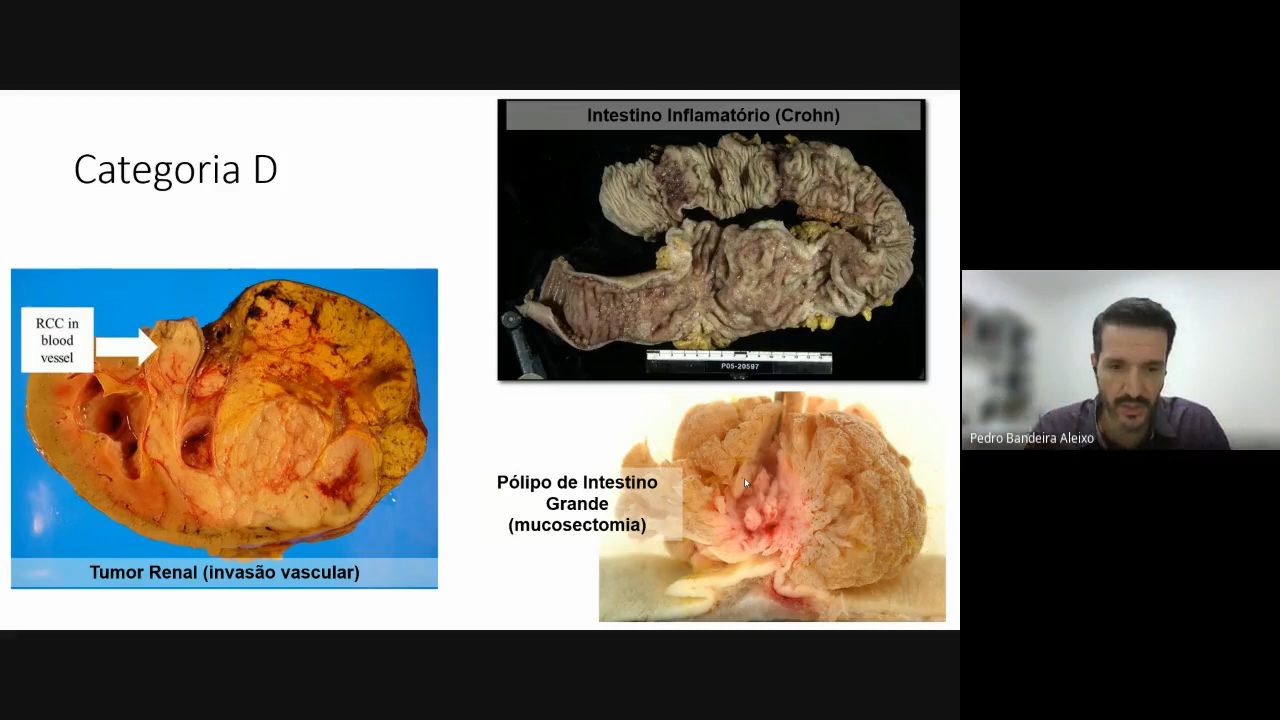 Categoria D
Intestino Inflamatório (Crohn)
P05-20597
RCC in
blood
vessel
Tumor Renal (invasão vascular)
Pólipo de Intestino
Grande
(mucosectomia)
Pedro Bandeira Aleixo